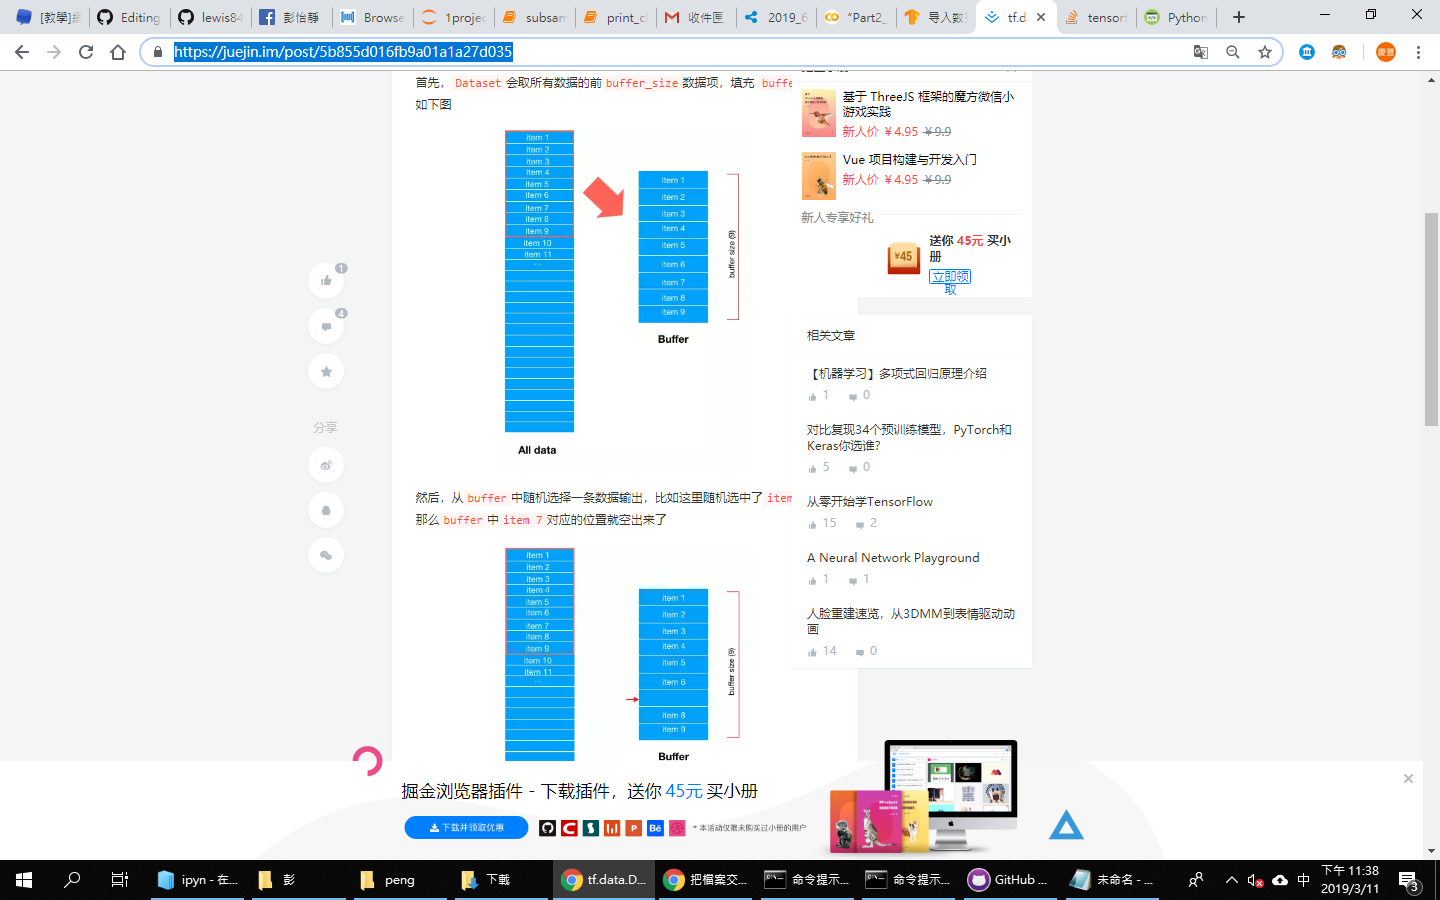 [教學]網
Editing
lewis84
彭怡靜
Browse
1projec
subsam
print_cl
收件匣
2019_6
"Part2_
导入数据
tf.d
tensorf
Python
https://juejin.im/post/5b855d016fb9a01a1a27d035
慶豐
首先，Dataset 会取所有数据的前 buffer_size 数据项，填充 buffe
如下图
item 1
item 2
item 3
item 4
item 5
item 6
item 7
item 8
item 9
item 10
item 11
...
All data
item 1
item 2
item 3
item 4
item 5
item 6
item 7
item 8
item 9
buffer size (9)
Buffer
然后，从 buffer 中随机选择一条数据输出，比如这里随机选中了 item
那么 buffer 中 item 7 对应的位置就空出来了
item 1
item 2
item 3
item 4
item 5
item 6
item 7
item 8
item 9
item 10
item 11
...
item 1
item 2
item 3
item 4
item 5
item 6
item 8
item 9
buffer size (9)
Buffer
1
4
分享
基于 ThreeJS 框架的魔方微信小
游戏实践
新人价 ￥4.95 ￥9.9
Vue 项目构建与开发入门
新人价 ￥4.95 ￥9.9
新人专享好礼
¥45
送你 45元 买小
册
立即领
取
相关文章
【机器学习】多项式回归原理介绍
1 0
对比复现34个预训练模型，PyTorch和
Keras你选谁?
5 0
从零开始学TensorFlow
15 2
A Neural Network Playground
1 1
人脸重建速览，从3DMM到表情驱动动
画
14 0
掘金浏览器插件 - 下载插件，送你 45元 买小册
下载并领取优惠
* 本活动仅限未购买过小册的用户
ipyn - 在...
彭
peng
下載
tf.data.D...
把檔案交...
命令提示...
命令提示...
GitHub ...
未命名 - ...
中
下午 11:38
2019/3/11
3